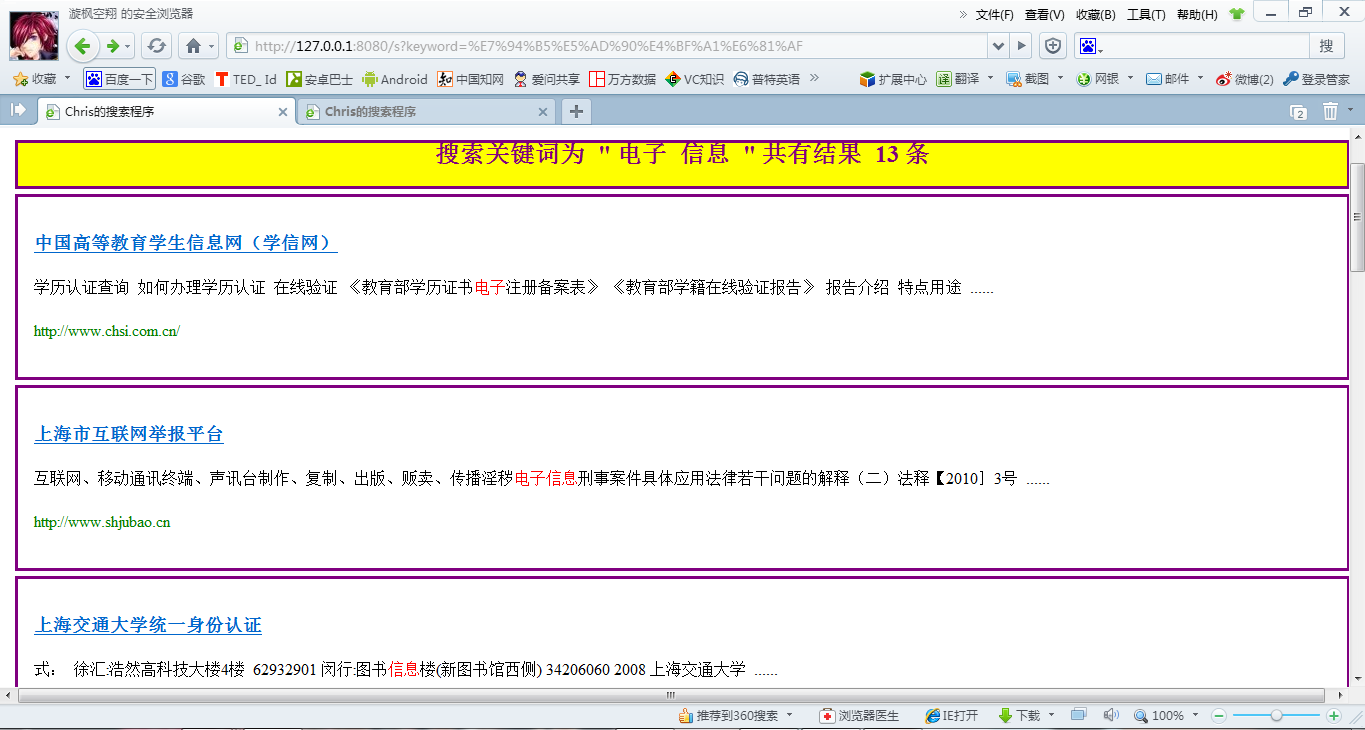 漩枫空翔 的安全浏览器
» 文件(F) 查看(V) 收藏(B) 工具(T) 帮助(H)
http://127.0.0.1:8080/s?keyword=%E7%94%B5%E5%AD%90%E4%BF%A1%E6%81%AF
搜
收藏 百度一下 谷歌 TED_Id 安卓巴士 Android 中国知网 爱问共享 万方数据 VC知识 普特英语 » 扩展中心 翻译 截图 网银 邮件 微博(2) 登录管家
Chris的搜索程序 Chris的搜索程序 2
搜索关键词为 " 电子 信息 " 共有结果 13 条
中国高等教育学生信息网（学信网）
学历认证查询 如何办理学历认证 在线验证 《教育部学历证书电子注册备案表》 《教育部学籍在线验证报告》 报告介绍 特点用途 ......
http://www.chsi.com.cn/
上海市互联网举报平台
互联网、移动通讯终端、声讯台制作、复制、出版、贩卖、传播淫秽电子信息刑事案件具体应用法律若干问题的解释（二）法释【2010］3号 ......
http://www.shjubao.cn
上海交通大学统一身份认证
式： 徐汇:浩然高科技大楼4楼 62932901 闵行:图书信息楼(新图书馆西侧) 34206060 2008 上海交通大学 ......
推荐到360搜索 浏览器医生 IE打开 下载 100%